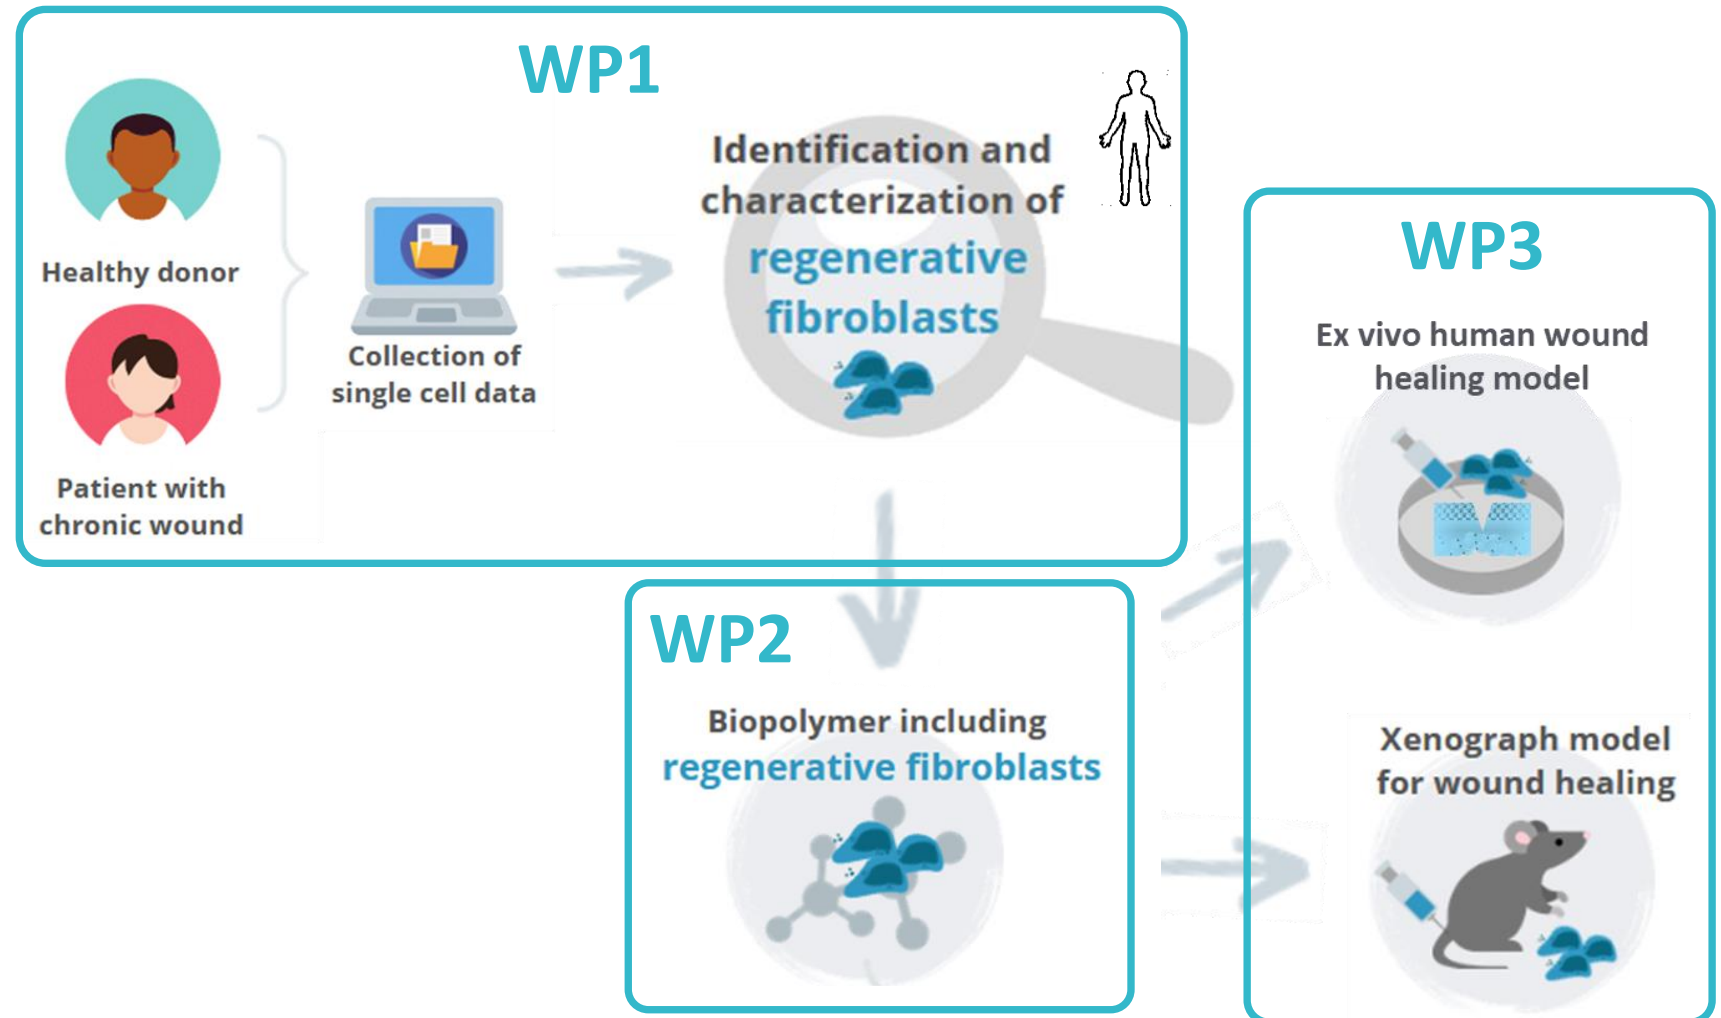 WP1
Healthy donor
Patient with
chronic wound
Collection of
single cell data
Identification and
characterization of
regenerative
fibroblasts
WP2
Biopolymer including
regenerative fibroblasts
WP3
Ex vivo human wound
healing model
Xenograph model
for wound healing